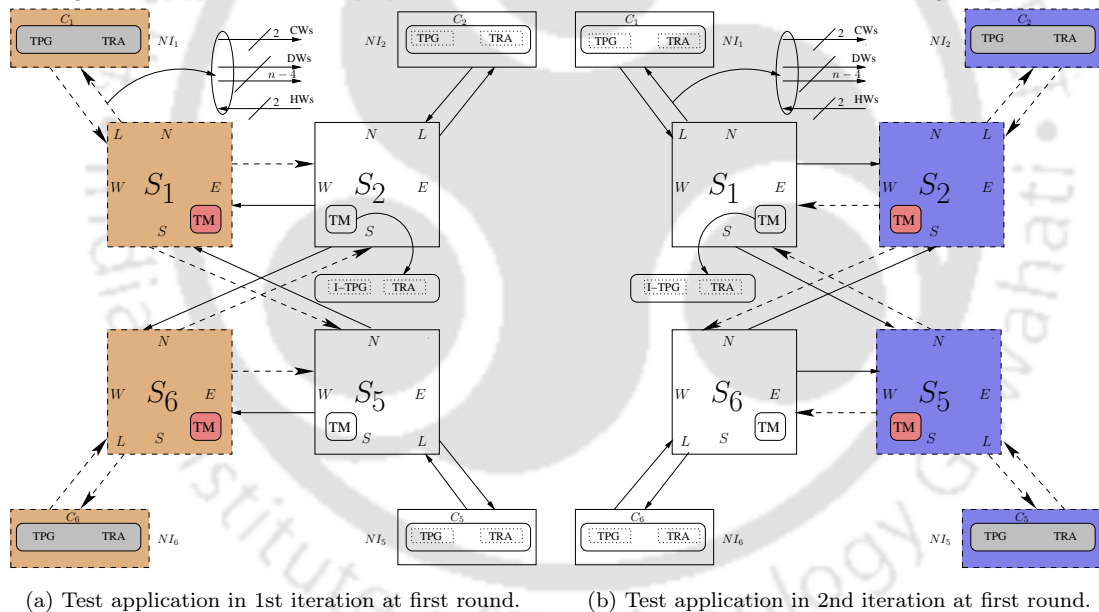 C1
TPG TRA
NI1
2 CWs
DWs
n−4
2 HWs
C2
TPG TRA
NI2
L N
W S1 E
TM
S
N L
W S2 E
TM
S
I−TPG TRA
N
W S6 E
TM
L S
N
W S5 E
TM
L S
C6
TPG TRA
NI6
C5
TPG TRA
NI5
(a) Test application in 1st iteration at first round.
C1
TPG TRA
NI1
2 CWs
DWs
n−4
2 HWs
C2
TPG TRA
NI2
L N
W S1 E
TM
S
N L
W S2 E
TM
S
I−TPG TRA
N
W S6 E
TM
L S
N
W S5 E
TM
S L
C6
TPG TRA
NI6
C5
TPG TRA
NI5
(b) Test application in 2nd iteration at first round.